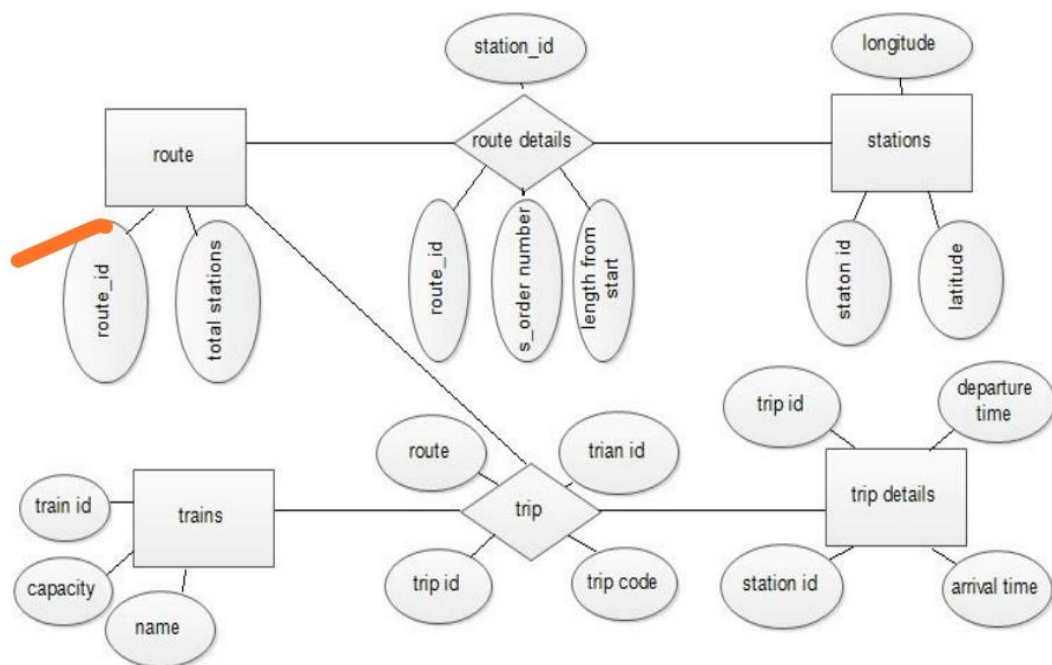 station_id
longitude
route
route details
stations
route_id
total stations
route_id
s_order number
length from
start
staton id
latitude
trip id
departure
time
route
trian id
train id
trains
trip
trip details
capacity
name
trip id
trip code
station id
arrival time